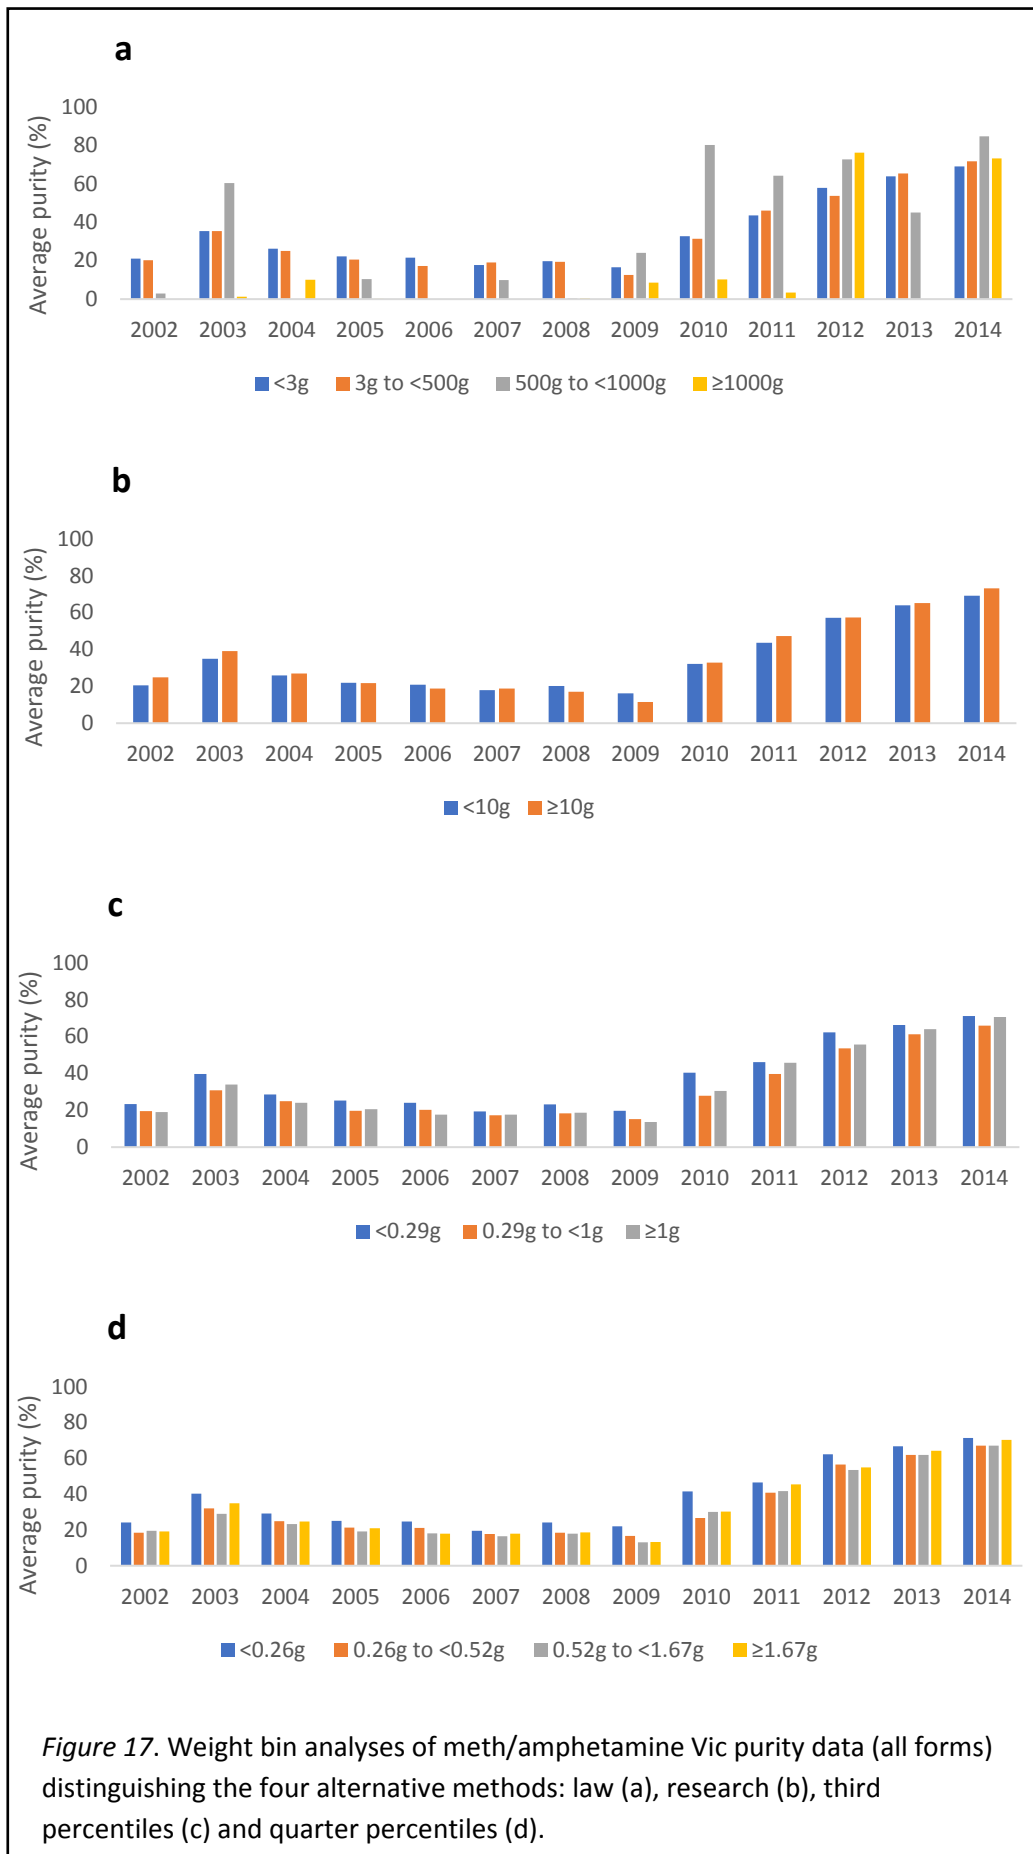 a
Average purity (%)
100
80
60
40
20
0
2002 2003 2004 2005 2006 2007 2008 2009 2010 2011 2012 2013 2014
<3g 3g to <500g 500g to <1000g ≥1000g
b
Average purity (%)
100
80
60
40
20
0
2002 2003 2004 2005 2006 2007 2008 2009 2010 2011 2012 2013 2014
<10g ≥10g
c
Average purity (%)
100
80
60
40
20
0
2002 2003 2004 2005 2006 2007 2008 2009 2010 2011 2012 2013 2014
<0.29g 0.29g to <1g ≥1g
d
Average purity (%)
100
80
60
40
20
0
2002 2003 2004 2005 2006 2007 2008 2009 2010 2011 2012 2013 2014
<0.26g 0.26g to <0.52g 0.52g to <1.67g ≥1.67g
Figure 17. Weight bin analyses of meth/amphetamine Vic purity data (all forms)
distinguishing the four alternative methods: law (a), research (b), third
percentiles (c) and quarter percentiles (d).